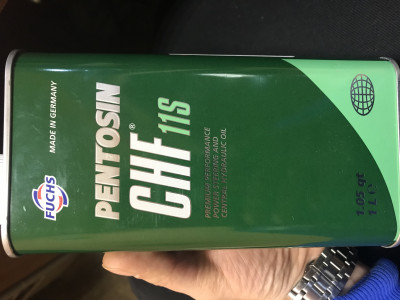 FUCHS
MADE IN GERMANY
PENTOSIN
CHF® 11S
PREMIUM PERFORMANCE
POWER STEERING AND
CENTRAL HYDRAULIC OIL
1.05 qt
1 L